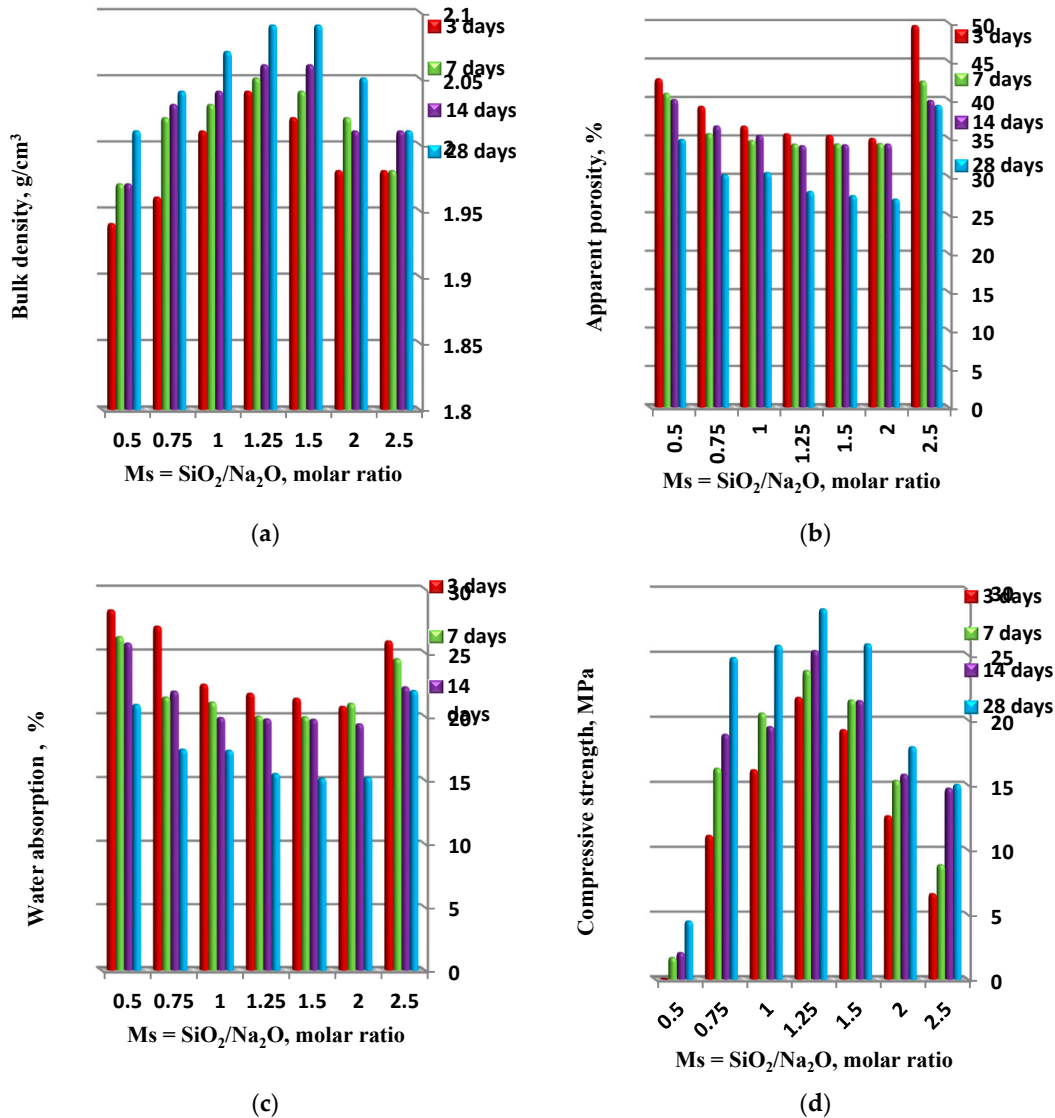 Bulk density, g/cm³
2.1
2.05
2
1.95
1.9
1.85
1.8
3 days
7 days
14 days
28 days
0.5 0.75 1 1.25 1.5 2 2.5
Ms = SiO₂/Na₂O, molar ratio
(a)
Apparent porosity, %
50
45
40
35
30
25
20
15
10
5
0
3 days
7 days
14 days
28 days
0.5 0.75 1 1.25 1.5 2 2.5
Ms = SiO₂/Na₂O, molar ratio
(b)
Water absorption , %
30
25
20
15
10
5
0
3 days
7 days
14
days
28 days
0.5 0.75 1 1.25 1.5 2 2.5
Ms = SiO₂/Na₂O, molar ratio
(c)
Compressive strength, MPa
30
25
20
15
10
5
0
3 days
7 days
14 days
28 days
0.5 0.75 1 1.25 1.5 2 2.5
Ms = SiO₂/Na₂O, molar ratio
(d)